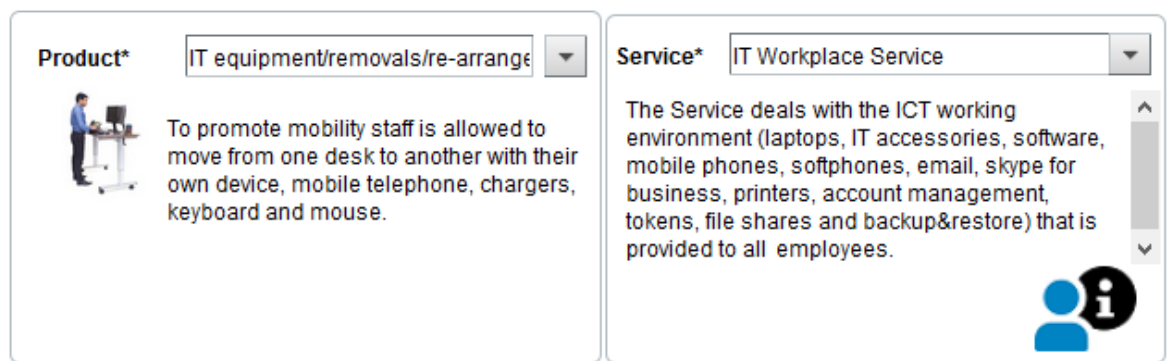 Product*
IT equipment/removals/re-arrange
To promote mobility staff is allowed to
move from one desk to another with their
own device, mobile telephone, chargers,
keyboard and mouse.
Service*
IT Workplace Service
The Service deals with the ICT working
environment (laptops, IT accessories, software,
mobile phones, softphones, email, skype for
business, printers, account management,
tokens, file shares and backup&restore) that is
provided to all employees.